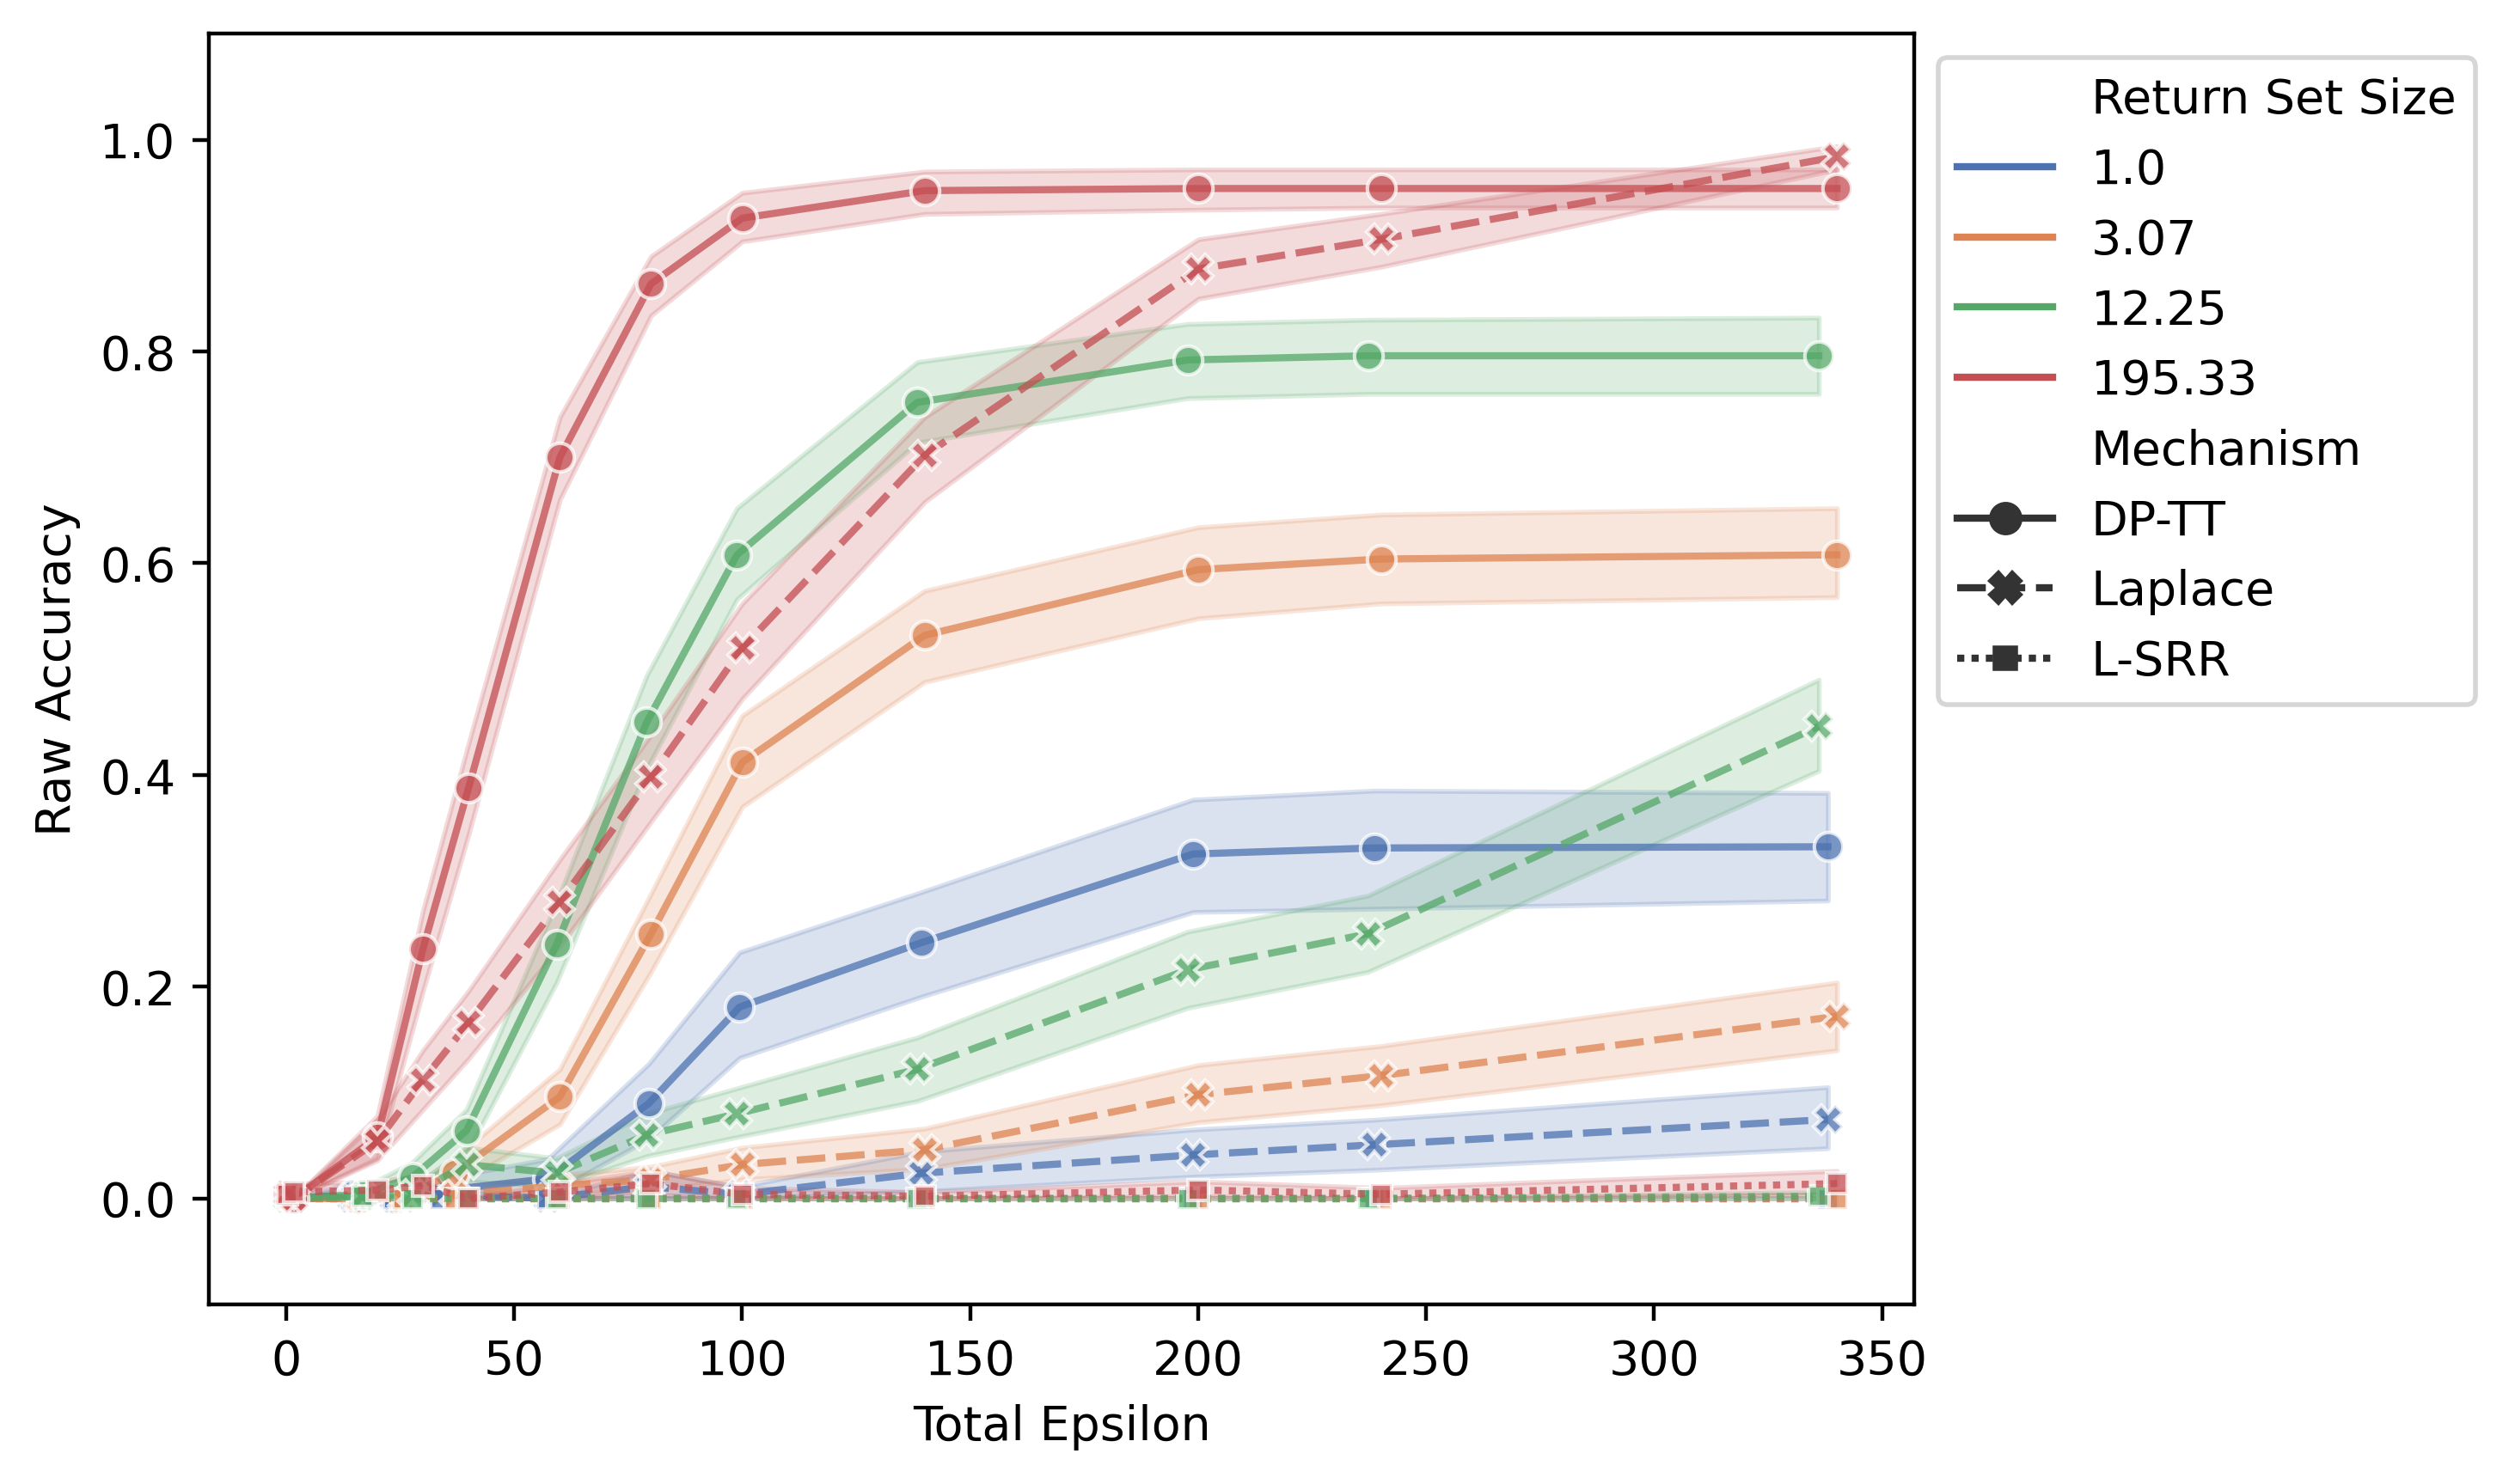 Raw Accuracy
1.0
0.8
0.6
0.4
0.2
0.0
0 50 100 150 200 250 300 350
Total Epsilon
Return Set Size
1.0
3.07
12.25
195.33
Mechanism
DP-TT
Laplace
L-SRR